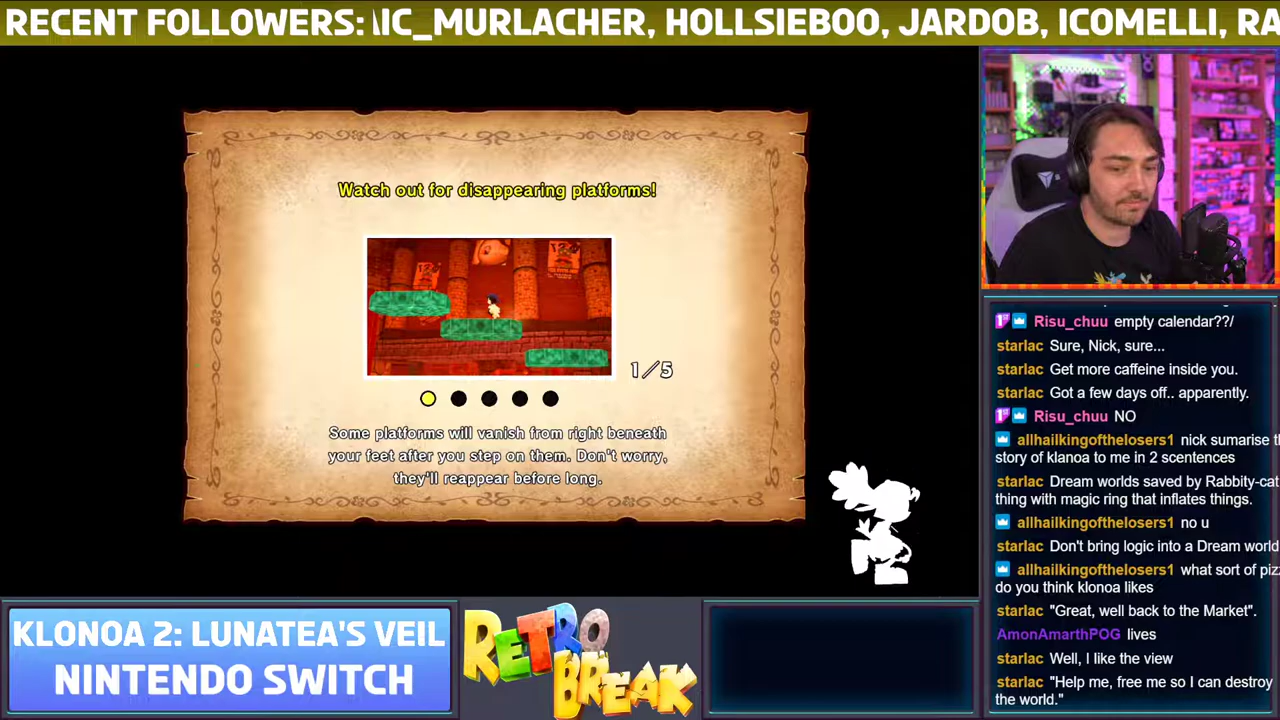 RECENT FOLLOWERS: IC_MURLACHER, HOLLSIEBOO, JARDOB, ICOMELLI, RA
Watch out for disappearing platforms!
1/5
Some platforms will vanish from right beneath
your feet after you step on them. Don't worry,
they'll reappear before long.
Risu_chuu empty calendar??/
starlac Sure, Nick, sure...
starlac Get more caffeine inside you.
starlac Got a few days off.. apparently.
Risu_chuu NO
allhailkingofthelosers1 nick sumarise t
story of klanoa to me in 2 scentences
starlac Dream worlds saved by Rabbity-cat
thing with magic ring that inflates things.
allhailkingofthelosers1 no u
starlac Don't bring logic into a Dream world
allhailkingofthelosers1 what sort of piz
do you think klonoa likes
starlac "Great, well back to the Market".
AmonAmarthPOG lives
starlac Well, I like the view
starlac "Help me, free me so I can destroy
the world."
KLONOA 2: LUNATEA'S VEIL
NINTENDO SWITCH
RETRO
BREAK